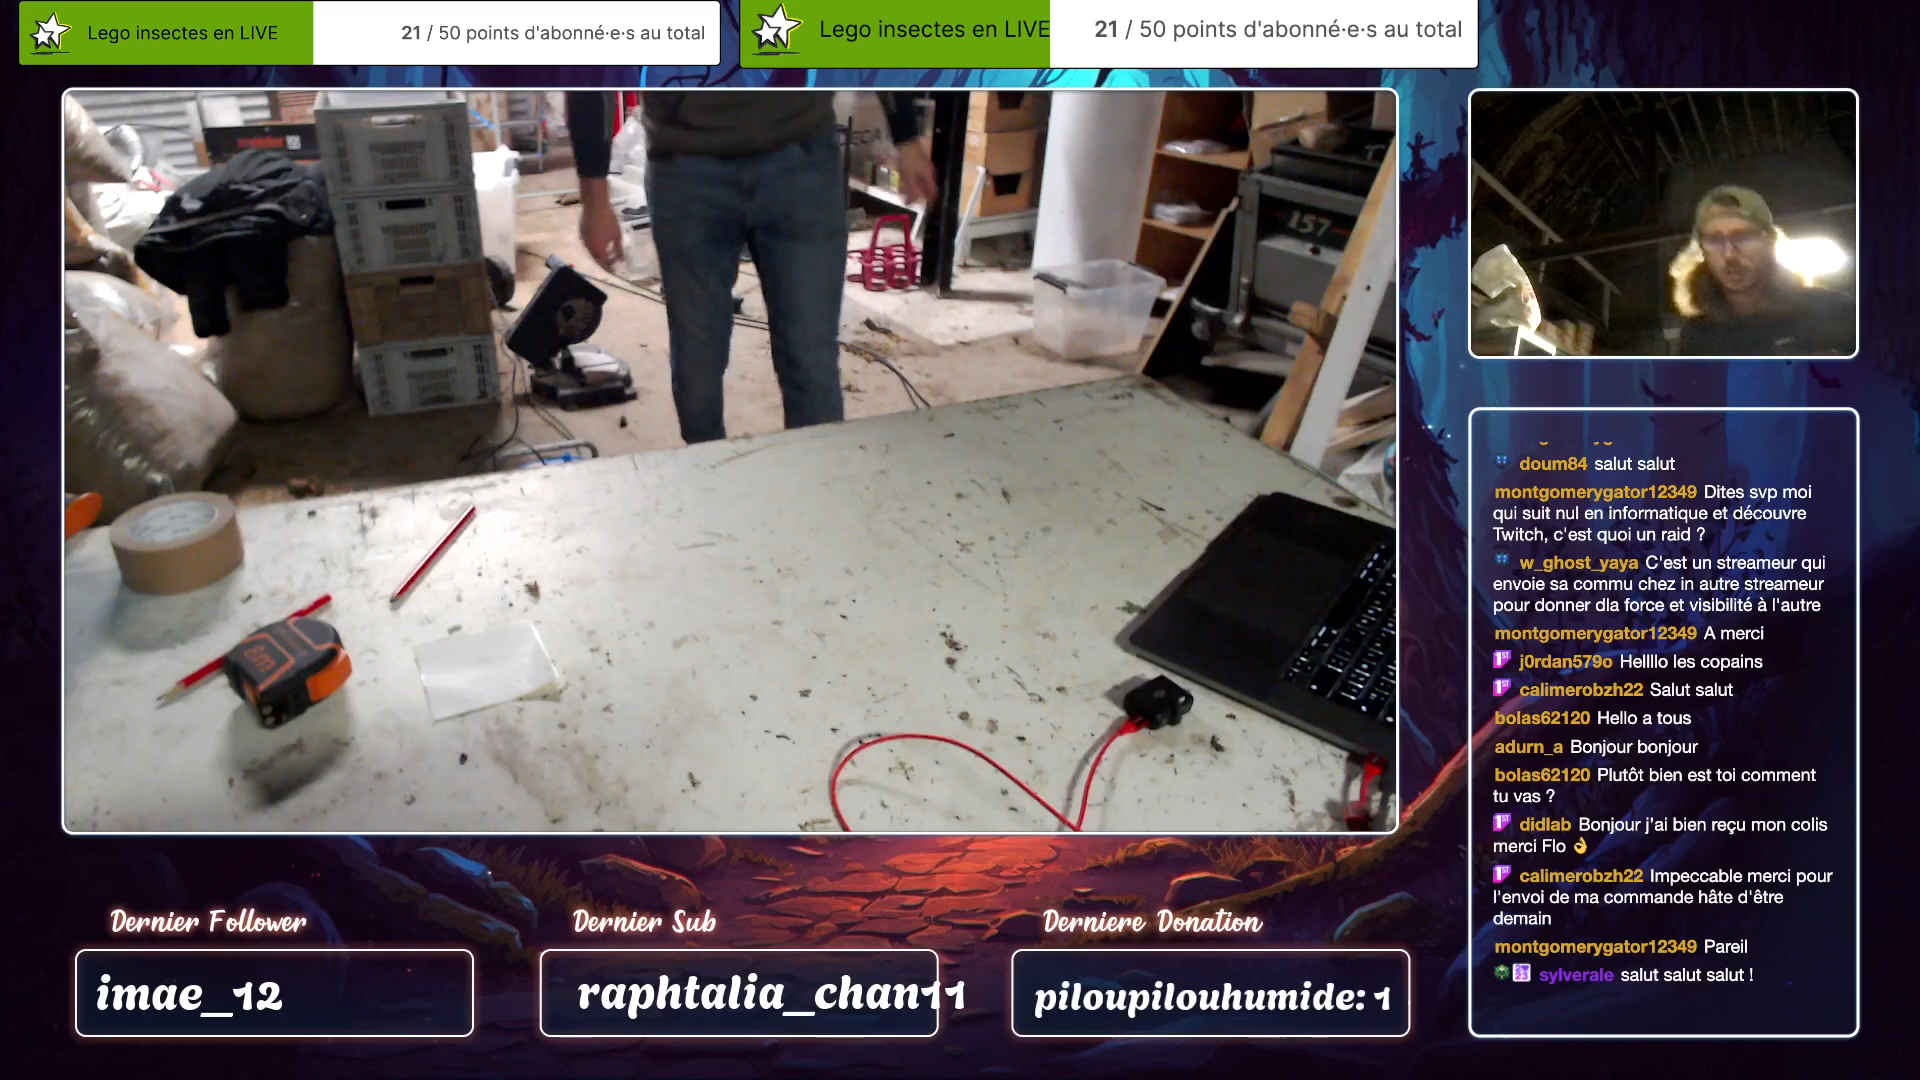 Lego insectes en LIVE
21 / 50 points d'abonné·e·s au total
Lego insectes en LIVE
21 / 50 points d'abonné·e·s au total
157
8m
doum84 salut salut
montgomerygator12349 Dites svp moi
qui suit nul en informatique et découvre
Twitch, c'est quoi un raid ?
w_ghost_yaya C'est un streameur qui
envoie sa commu chez in autre streameur
pour donner dla force et visibilité à l'autre
montgomerygator12349 A merci
j0rdan579o Hellllo les copains
calimerobzh22 Salut salut
bolas62120 Hello a tous
adurn_a Bonjour bonjour
bolas62120 Plutôt bien est toi comment
tu vas ?
didlab Bonjour j'ai bien reçu mon colis
merci Flo 👌
calimerobzh22 Impeccable merci pour
l'envoi de ma commande hâte d'être
demain
montgomerygator12349 Pareil
sylverale salut salut salut !
Dernier Follower
imae_12
Dernier Sub
raphtalia_chan11
Derniere Donation
piloupilouhumide: 1